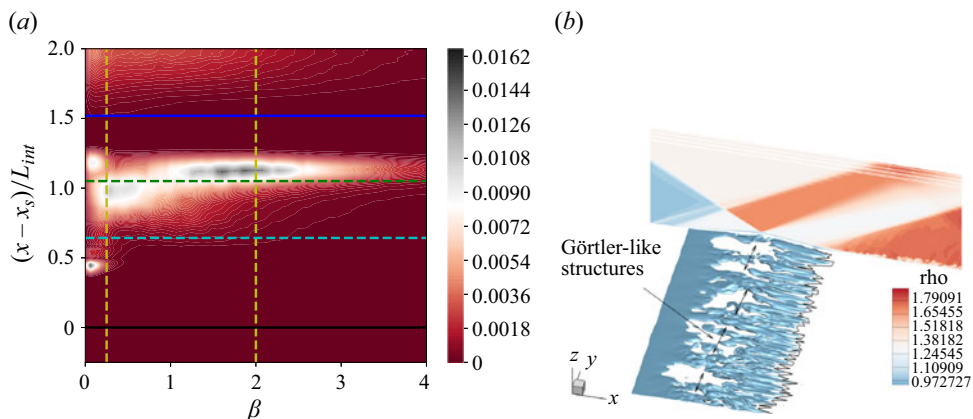 (a)
(b)
2.0
1.5
1.0
0.5
0
(x − x_s)/L_int
0 1 2 3 4
β
0.0162
0.0144
0.0126
0.0108
0.0090
0.0072
0.0054
0.0036
0.0018
0
Görtler-like
structures
z y
x
rho
1.79091
1.65455
1.51818
1.38182
1.24545
1.10909
0.972727